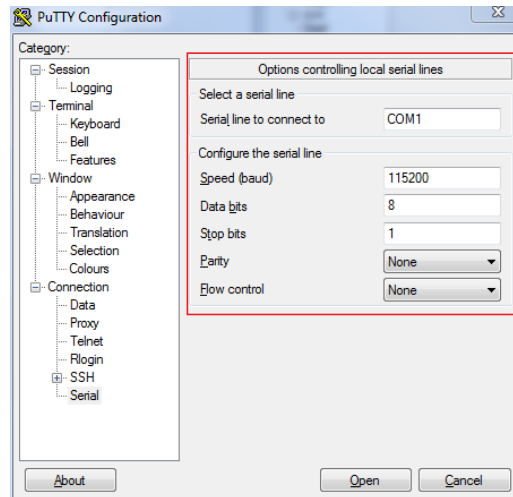 PuTTY Configuration
Category:
Session
Logging
Terminal
Keyboard
Bell
Features
Window
Appearance
Behaviour
Translation
Selection
Colours
Connection
Data
Proxy
Telnet
Rlogin
SSH
Serial
Options controlling local serial lines
Select a serial line
Serial line to connect to COM1
Configure the serial line
Speed (baud) 115200
Data bits 8
Stop bits 1
Parity None
Flow control None
About Open Cancel